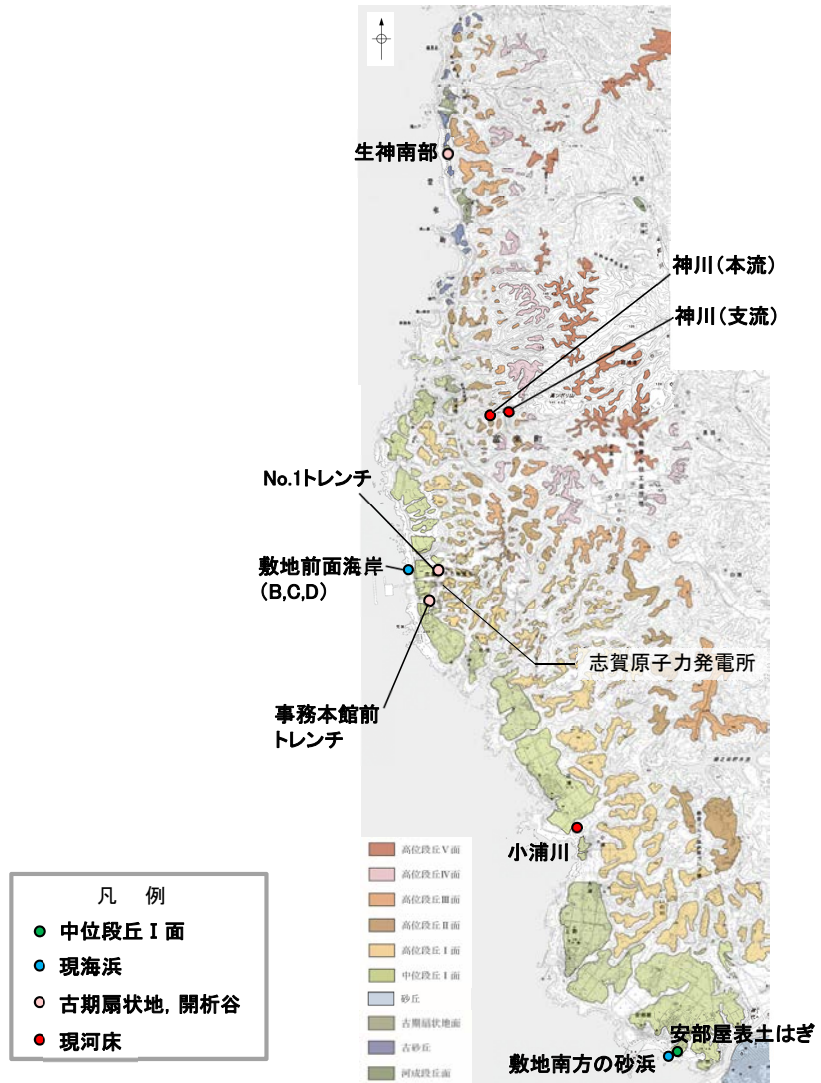 生神南部
神川(本流)
神川(支流)
No.1トレンチ
敷地前面海岸
(B,C,D)
志賀原子力発電所
事務本館前
トレンチ
小浦川
安部屋表土はぎ
敷地南方の砂浜
高位段丘Ⅴ面
高位段丘Ⅳ面
高位段丘Ⅲ面
高位段丘Ⅱ面
高位段丘Ⅰ面
中位段丘Ⅰ面
砂丘
古期扇状地面
古砂丘
河成段丘面
凡 例
中位段丘Ⅰ面
現海浜
古期扇状地,開析谷
現河床